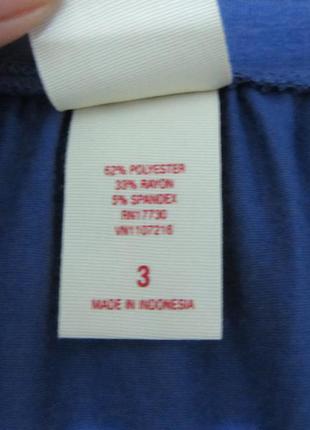 62% POLYESTER
33% RAYON
5% SPANDEX
RN17730
VN1107216
3
MADE IN INDONESIA